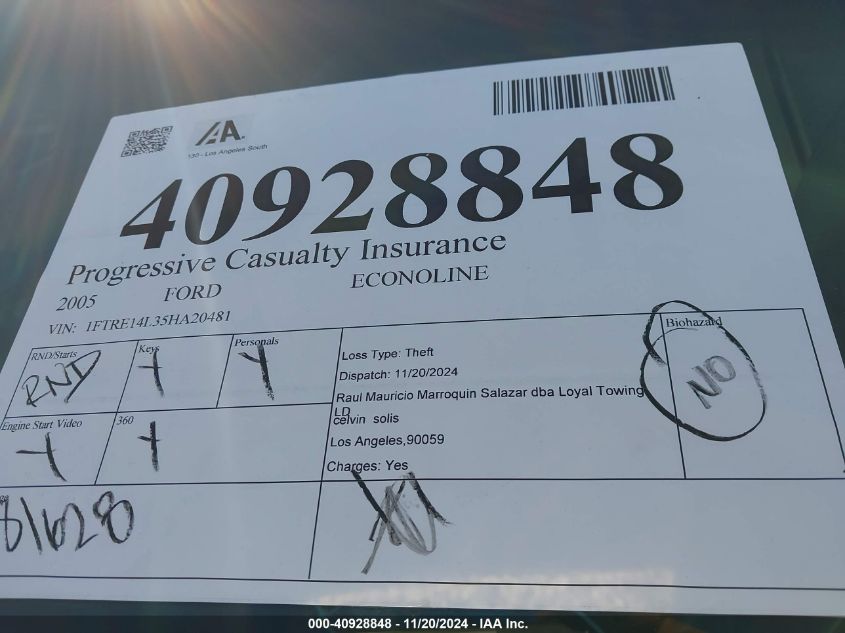 IAA.
130 - Los Angeles South
40928848
Progressive Casualty Insurance
2005 FORD ECONOLINE
VIN: 1FTRE14L35HA20481
RND/Starts Keys Personals
RND Y Y
Loss Type: Theft
Dispatch: 11/20/2024
Raul Mauricio Marroquin Salazar dba Loyal Towing
LD
celvin solis
Los Angeles,90059
Charges: Yes
Biohazard
NO
Engine Start Video 360
Y Y
81628
000-40928848 - 11/20/2024 - IAA Inc.